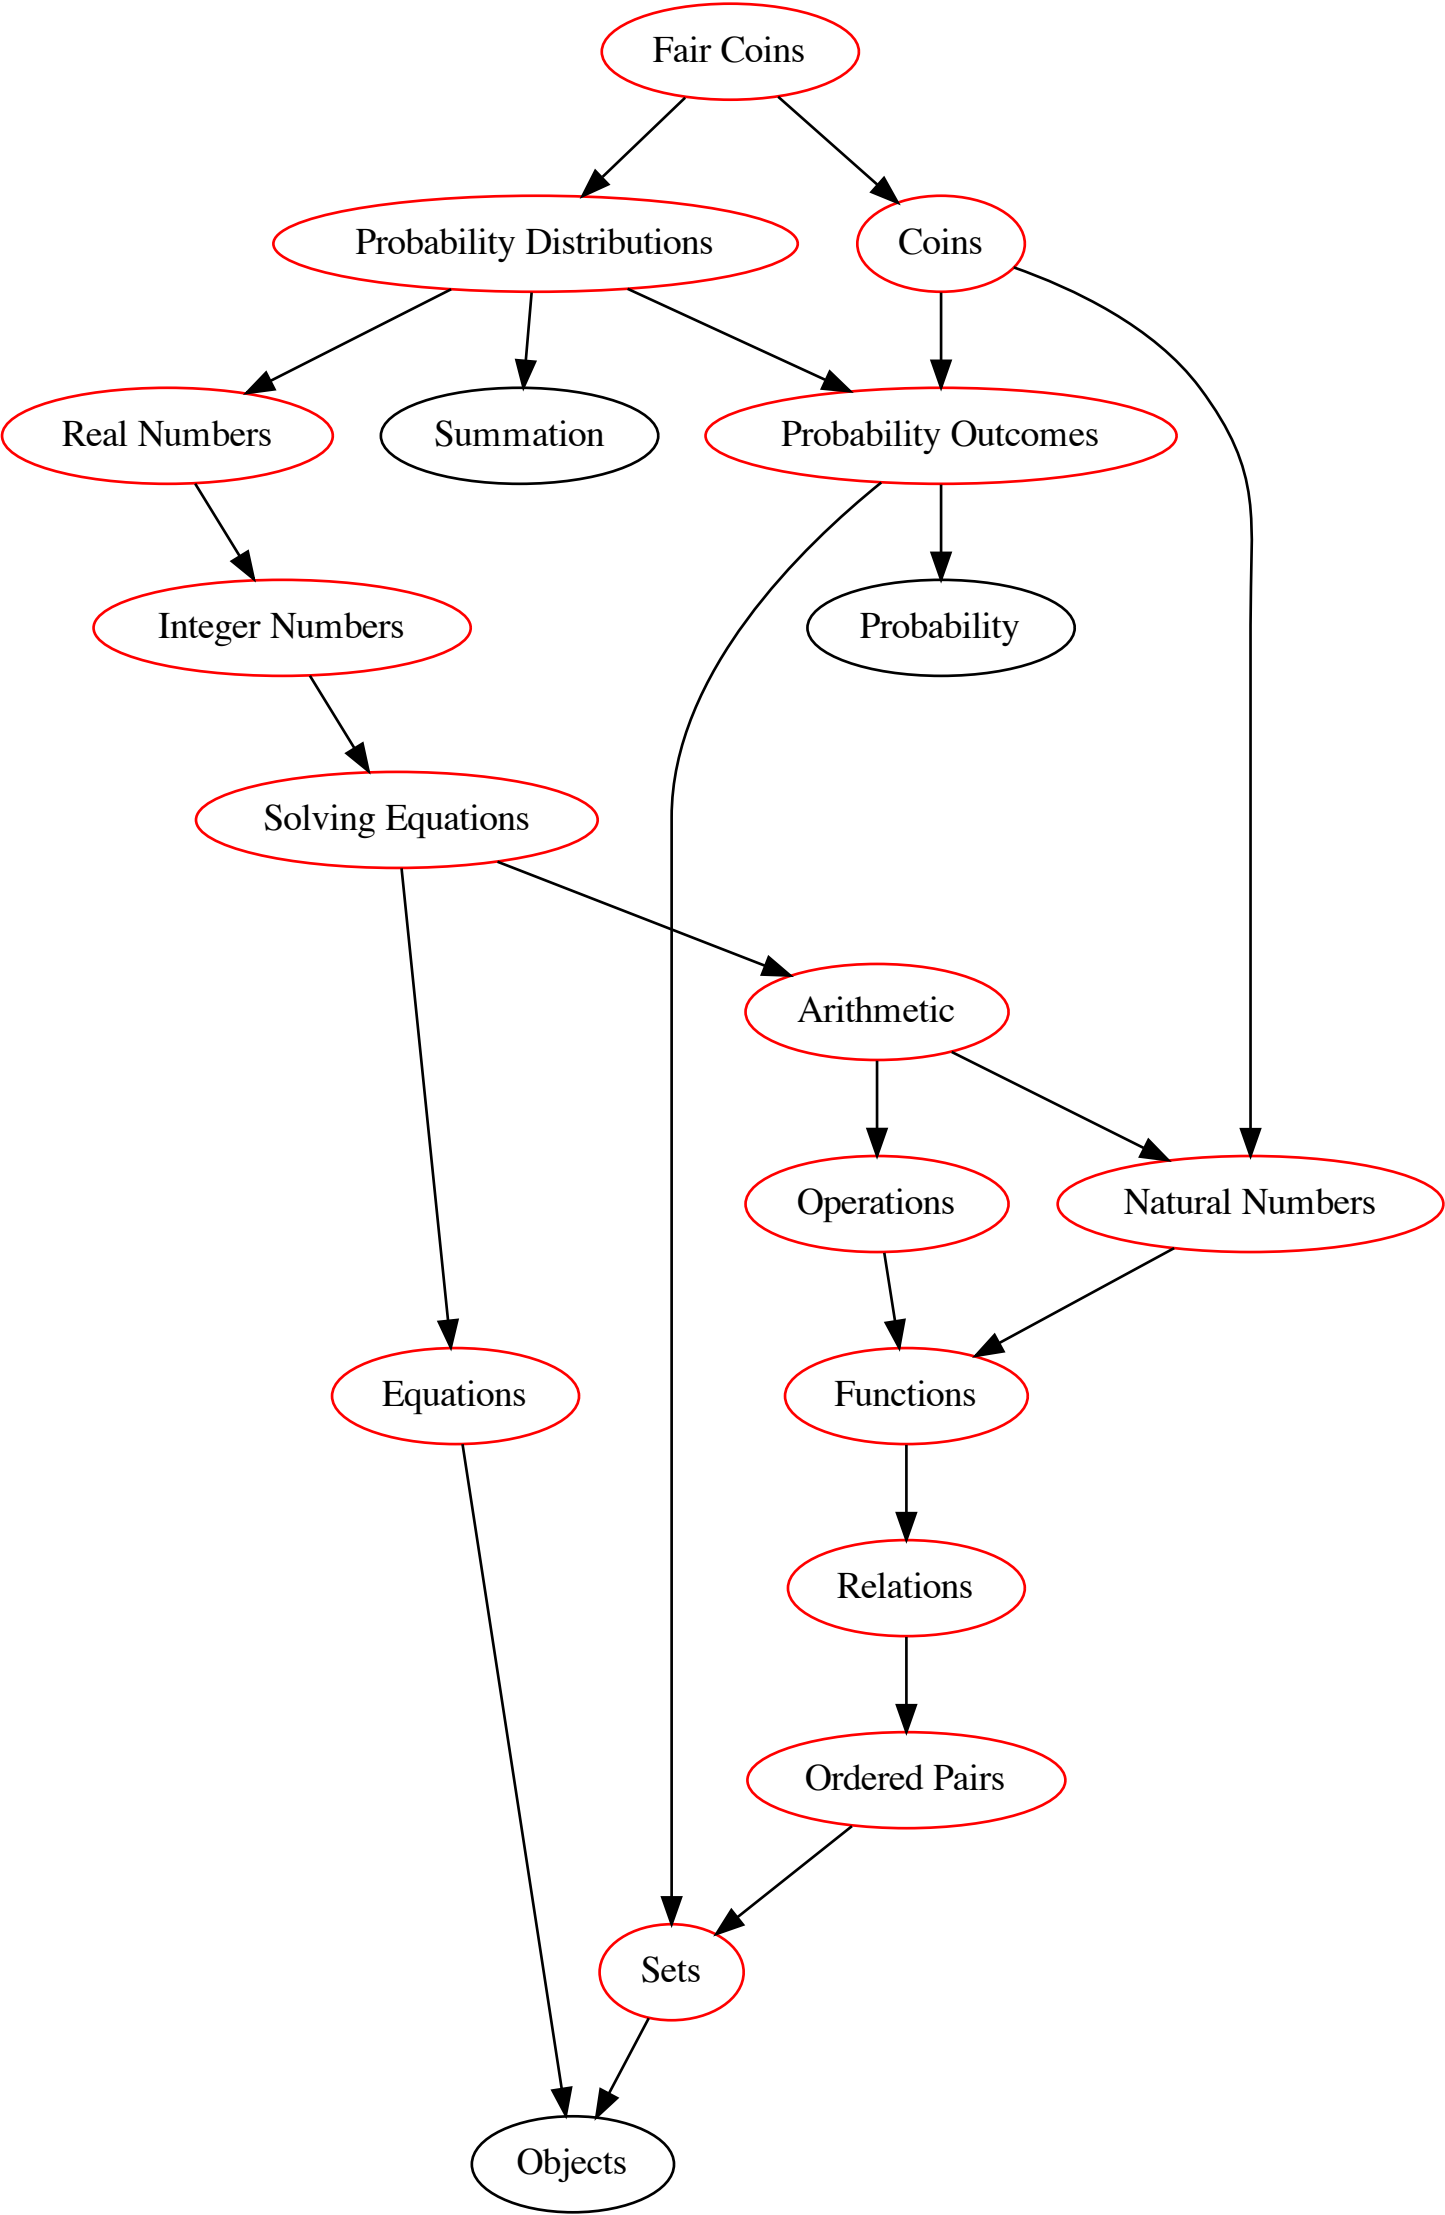 Fair Coins
Probability Distributions
Coins
Real Numbers
Summation
Probability Outcomes
Integer Numbers
Probability
Solving Equations
Arithmetic
Operations
Natural Numbers
Equations
Functions
Relations
Ordered Pairs
Sets
Objects